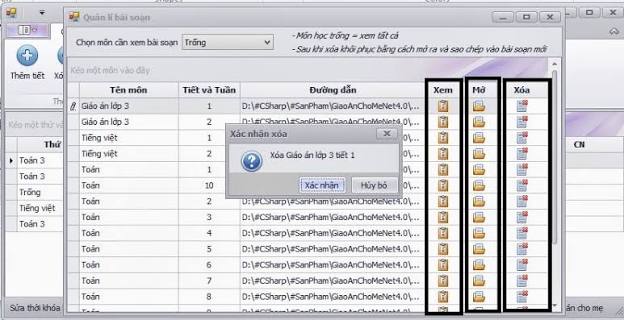 Quản lí bài soạn
Chọn môn cần xem bài soạn
Trống
- Môn học trống = xem tất cả
- Sau khi xóa khôi phục bằng cách mở ra và sao chép vào bài soạn mới
Thêm tiết
Kéo một môn vào đây
Tên môn Tiết và Tuần Đường dẫn Xem Mở Xóa
Giáo án lớp 3 1 D:\#CSharp\#SanPham\GiaoAnChoMeNet4.0\...
Giáo án lớp 3 2 D:\#CSharp\#SanPham\GiaoAnChoMeNet4.0\...
Tiếng việt 1
Tiếng việt 2
Toán 1
Toán 10
Toán 2 D:\#CSharp\#SanPham\GiaoAnChoMeNet4.0\...
Toán 3 D:\#CSharp\#SanPham\GiaoAnChoMeNet4.0\...
Toán 4 D:\#CSharp\#SanPham\GiaoAnChoMeNet4.0\...
Toán 5 D:\#CSharp\#SanPham\GiaoAnChoMeNet4.0\...
Toán 6 D:\#CSharp\#SanPham\GiaoAnChoMeNet4.0\...
Toán 7 D:\#CSharp\#SanPham\GiaoAnChoMeNet4.0\...
Toán 8 D:\#CSharp\#SanPham\GiaoAnChoMeNet4.0\...
Toán 9 D:\#CSharp\#SanPham\GiaoAnChoMeNet4.0\...
Xác nhận xóa
Xóa Giáo án lớp 3 tiết 1
Xác nhận Hủy bỏ
Kéo một thứ và
Thứ
CN
Toán 3
Toán 3
Trống
Tiếng việt
Toán 3
Sửa thời khóa
án cho mẹ